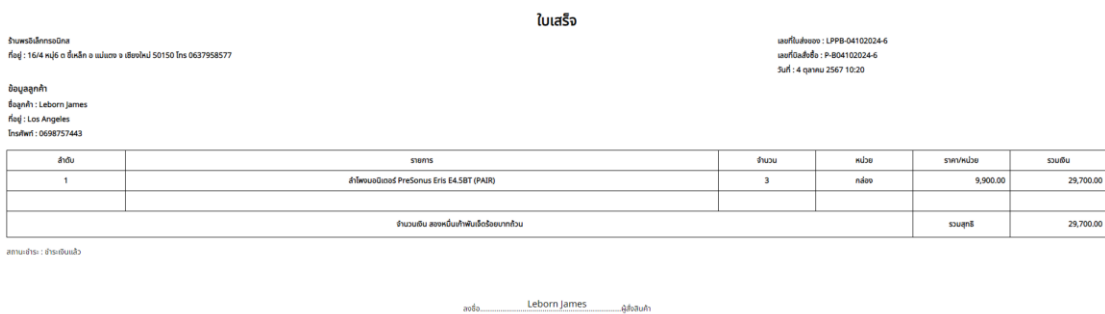 ใบเสร็จ
ร้านพรอิเล็กทรอนิกส
ที่อยู่ : 16/4 หมู่6 ต ขี้เหล็ก อ แม่แตง จ เชียงใหม่ 50150 โทร 0637958577
เลขที่ใบส่งของ : LPPB-04102024-6
เลขที่บิลสั่งซื้อ : P-B04102024-6
วันที่ : 4 ตุลาคม 2567 10:20
ข้อมูลลูกค้า
ชื่อลูกค้า : Leborn James
ที่อยู่ : Los Angeles
โทรศัพท์ : 0698757443
ลำดับ รายการ จำนวน หน่วย ราคา/หน่วย รวมเงิน
1 ลำโพงมอนิเตอร์ PreSonus Eris E4.5BT (PAIR) 3 กล่อง 9,900.00 29,700.00
จำนวนเงิน สองหมื่นเก้าพันเจ็ดร้อยบาทถ้วน รวมสุทธิ 29,700.00
สถานะชำระ : ชำระเงินแล้ว
ลงชื่อ Leborn James ผู้สั่งสินค้า